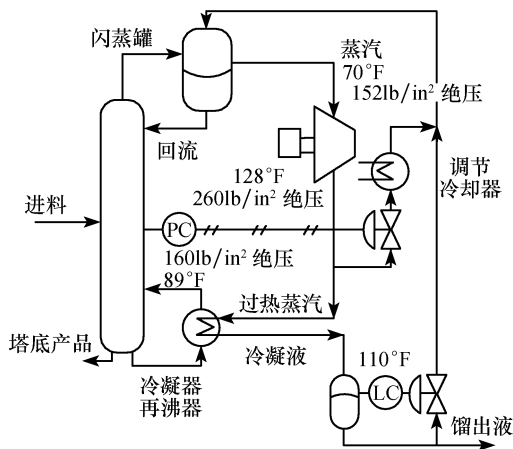 闪蒸罐
蒸汽
70°F
152lb/in² 绝压
回流
128°F
260lb/in² 绝压
调节
冷却器
进料
PC
160lb/in² 绝压
89°F
过热蒸汽
塔底产品
冷凝液
冷凝器
再沸器
110°F
LC
馏出液